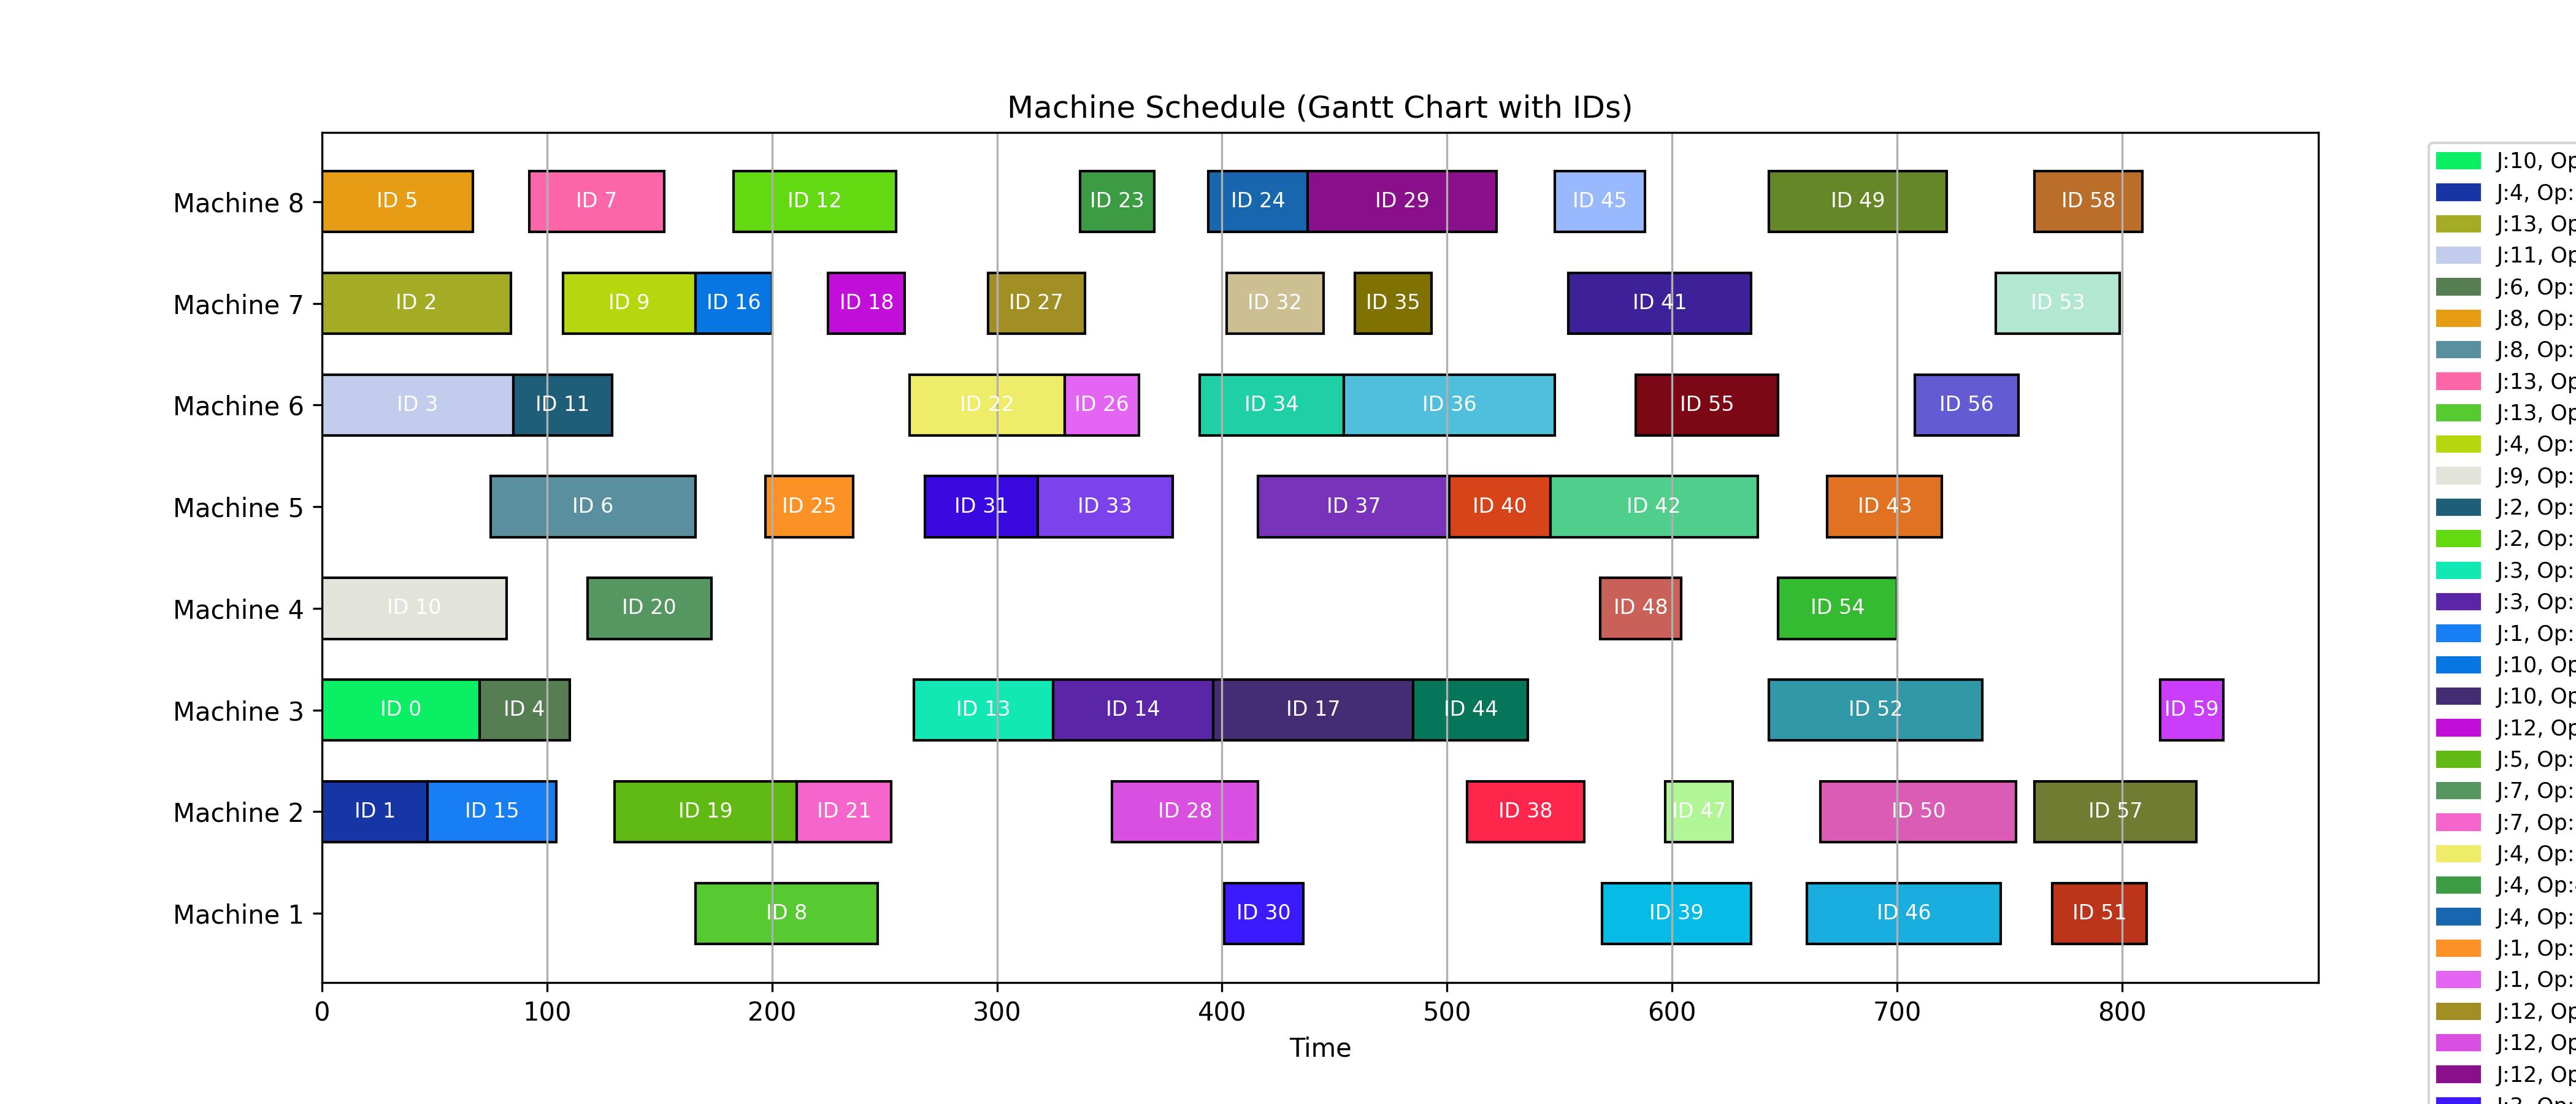 Machine Schedule (Gantt Chart with IDs)
Machine 8
ID 5
ID 7
ID 12
ID 23
ID 24
ID 29
ID 45
ID 49
ID 58
Machine 7
ID 2
ID 9
ID 16
ID 18
ID 27
ID 32
ID 35
ID 41
ID 53
Machine 6
ID 3
ID 11
ID 22
ID 26
ID 34
ID 36
ID 55
ID 56
Machine 5
ID 6
ID 25
ID 31
ID 33
ID 37
ID 40
ID 42
ID 43
Machine 4
ID 10
ID 20
ID 48
ID 54
Machine 3
ID 0
ID 4
ID 13
ID 14
ID 17
ID 44
ID 52
ID 59
Machine 2
ID 1
ID 15
ID 19
ID 21
ID 28
ID 38
ID 47
ID 50
ID 57
Machine 1
ID 8
ID 30
ID 39
ID 46
ID 51
0 100 200 300 400 500 600 700 800
Time
J:10, Op
J:4, Op:
J:13, Op
J:11, Op
J:6, Op:
J:8, Op:
J:8, Op:
J:13, Op
J:13, Op
J:4, Op:
J:9, Op:
J:2, Op:
J:2, Op:
J:3, Op:
J:3, Op:
J:1, Op:
J:10, Op
J:10, Op
J:12, Op
J:5, Op:
J:7, Op:
J:7, Op:
J:4, Op:
J:4, Op:
J:4, Op:
J:1, Op:
J:1, Op:
J:12, Op
J:12, Op
J:12, Op